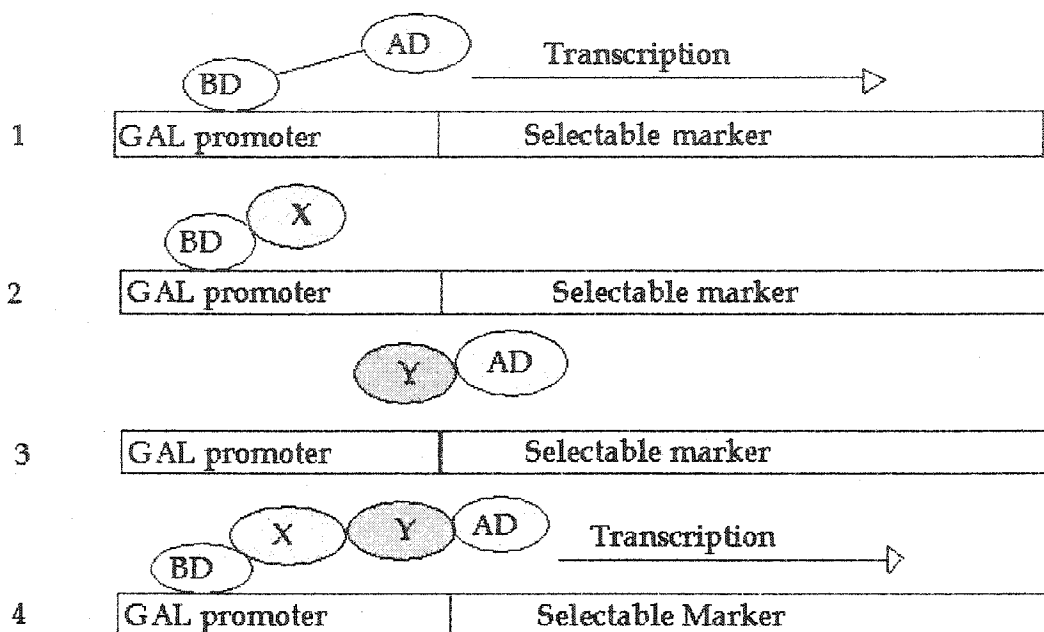 AD
Transcription
BD
1 GAL promoter Selectable marker
X
BD
2 GAL promoter Selectable marker
Y AD
3 GAL promoter Selectable marker
X Y AD
Transcription
BD
4 GAL promoter Selectable Marker